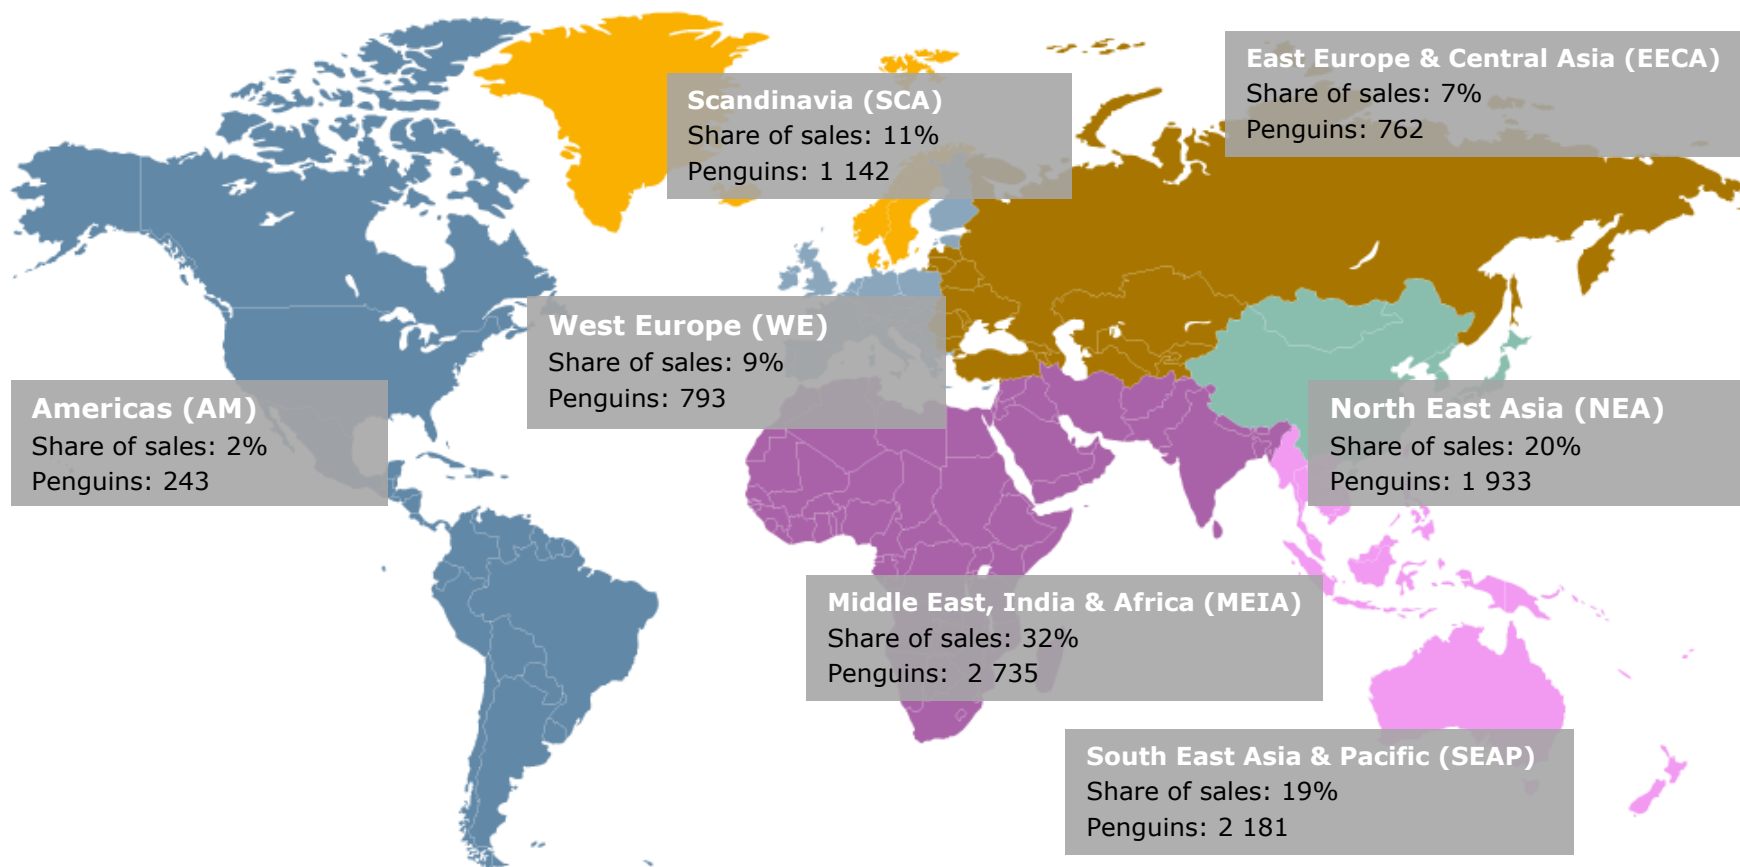 East Europe & Central Asia (EECA)
Share of sales: 7%
Penguins: 762
Scandinavia (SCA)
Share of sales: 11%
Penguins: 1 142
West Europe (WE)
Share of sales: 9%
Penguins: 793
Americas (AM)
Share of sales: 2%
Penguins: 243
North East Asia (NEA)
Share of sales: 20%
Penguins: 1 933
Middle East, India & Africa (MEIA)
Share of sales: 32%
Penguins:  2 735
South East Asia & Pacific (SEAP)
Share of sales: 19%
Penguins: 2 181